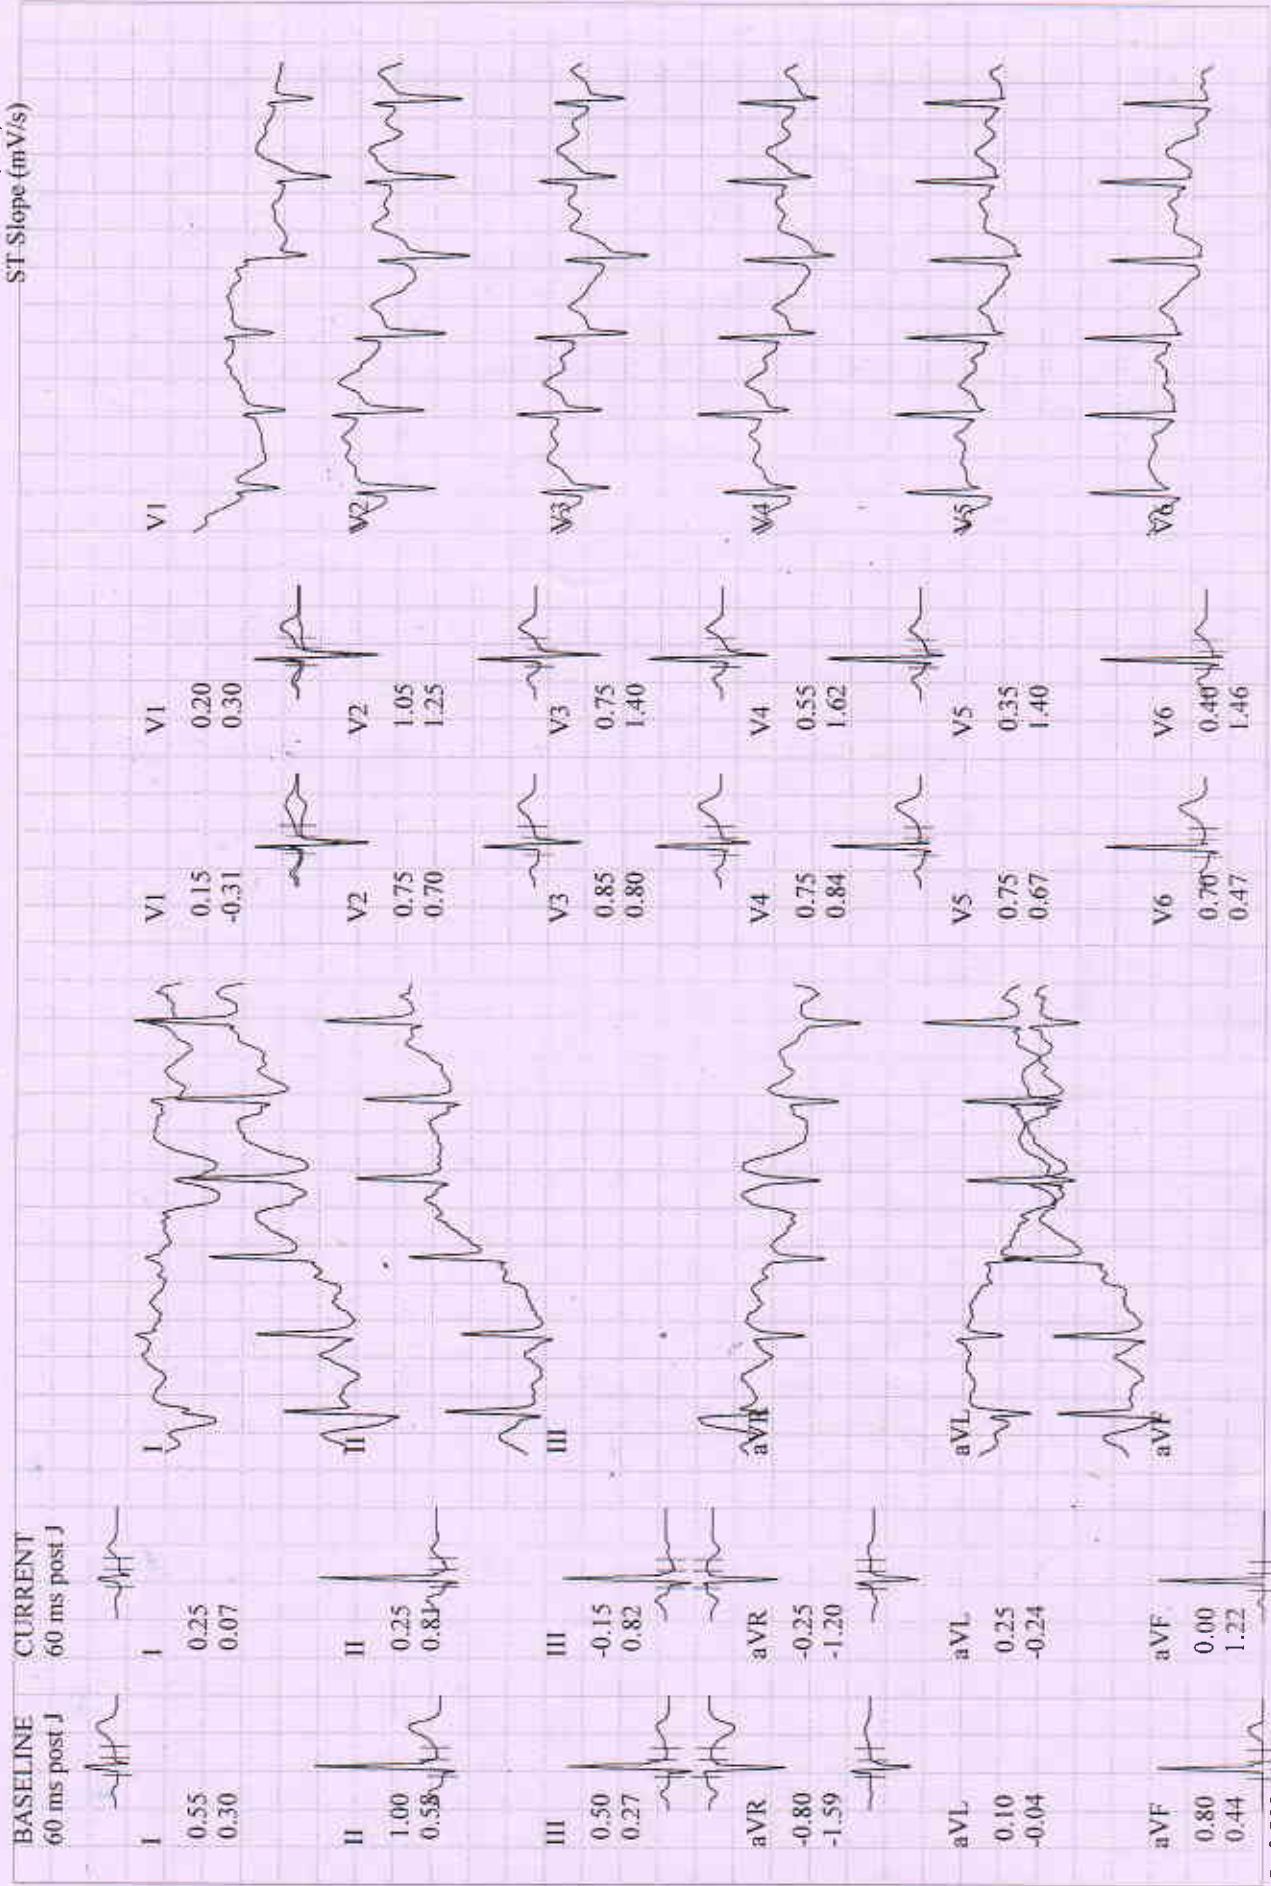 ST-Slope (mV/s)
BASELINE
60 ms post J
CURRENT
60 ms post J
I
0.55
0.30
I
0.25
0.07
I
V1
0.15
-0.31
V1
0.20
0.30
V1
II
1.00
0.58
II
0.25
0.81
II
V2
0.75
0.70
V2
1.05
1.25
V2
III
0.50
0.27
III
-0.15
0.82
III
V3
0.85
0.80
V3
0.75
1.40
V3
aVR
-0.80
-1.59
aVR
-0.25
-1.20
aVR
V4
0.75
0.84
V4
0.55
1.62
V4
aVL
0.10
-0.04
aVL
0.25
-0.24
aVL
V5
0.75
0.67
V5
0.35
1.40
V5
aVF
0.80
0.44
aVF
0.00
1.22
aVF
V6
0.70
0.47
V6
0.40
1.46
V6